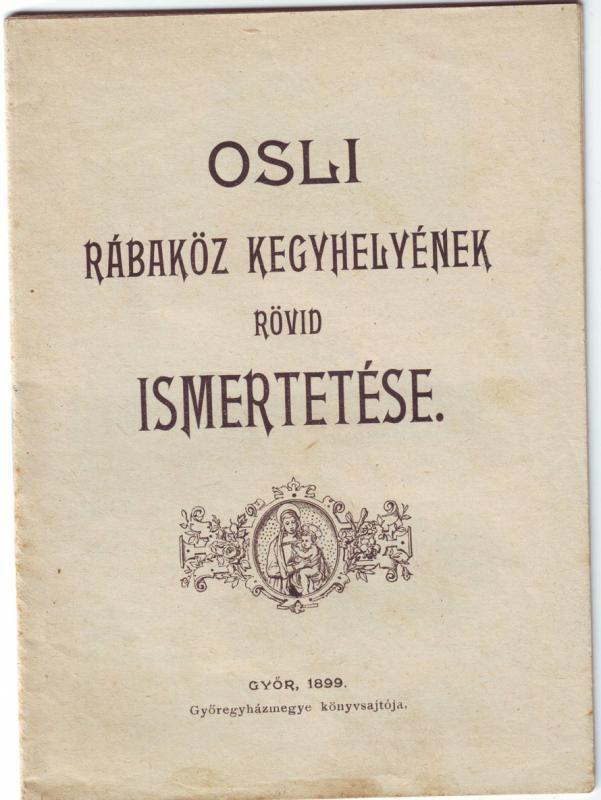 OSLI
RÁBAKÖZ KEGYHELYÉNEK
RÖVID
ISMERTETÉSE.
GYŐR, 1899.
Győregyházmegye könyvsajtója.